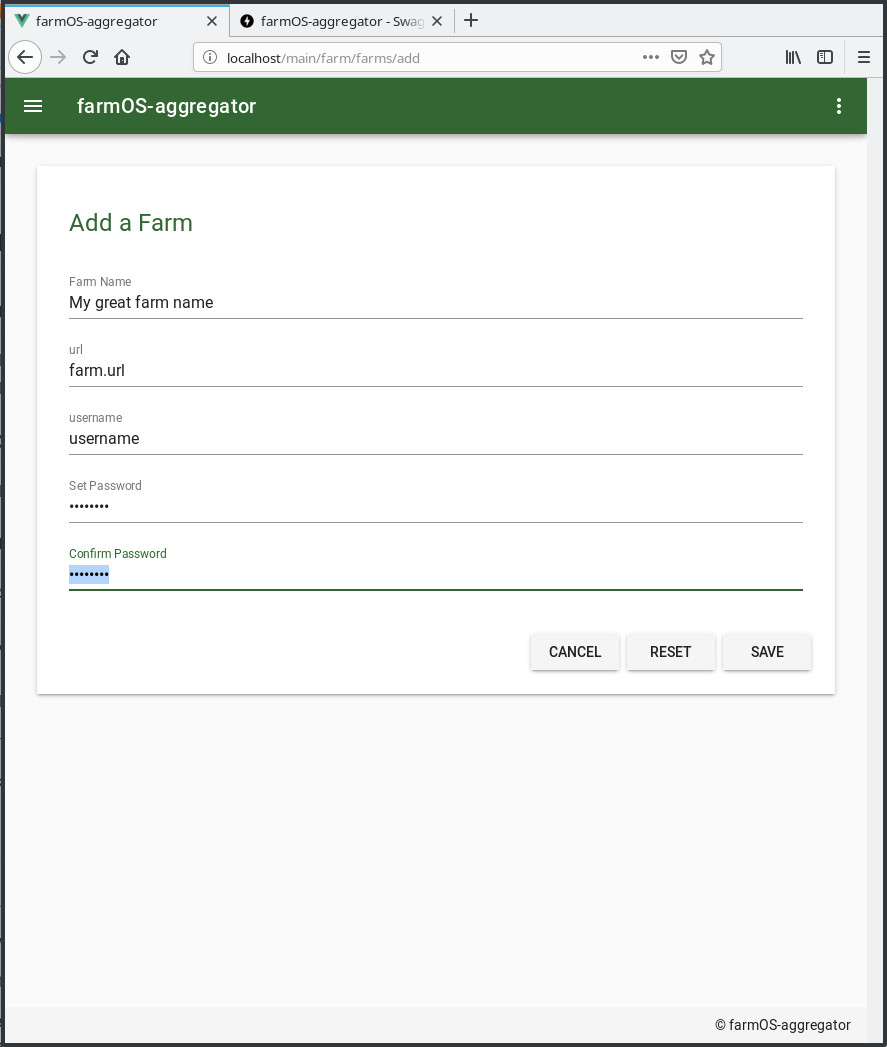 farmOS-aggregator
farmOS-aggregator - Swag
localhost/main/farm/farms/add
farmOS-aggregator
Add a Farm
Farm Name
My great farm name
url
farm.url
username
username
Set Password
••••••••
Confirm Password
••••••••
CANCEL RESET SAVE
© farmOS-aggregator